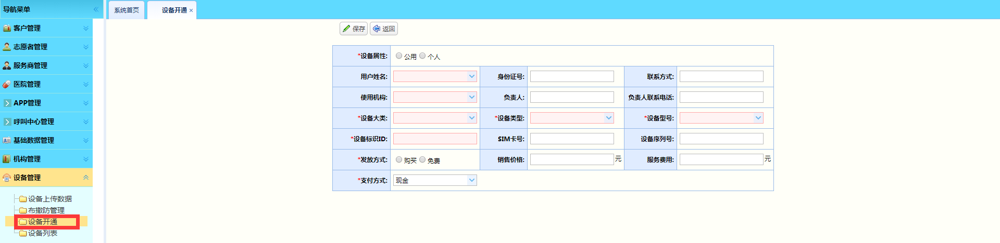 导航菜单
系统首页
设备开通
客户管理
志愿者管理
服务商管理
医院管理
APP管理
呼叫中心管理
基础数据管理
机构管理
设备管理
设备上传数据
布撤防管理
设备开通
设备列表
保存 返回
*设备属性: 公用 个人
用户姓名: 身份证号: 联系方式:
使用机构: 负责人: 负责人联系电话:
*设备大类: *设备类型: *设备型号:
*设备标识ID: SIM卡号: 设备序列号:
*发放方式: 购买 免费 销售价格: 元 服务费用: 元
*支付方式: 现金